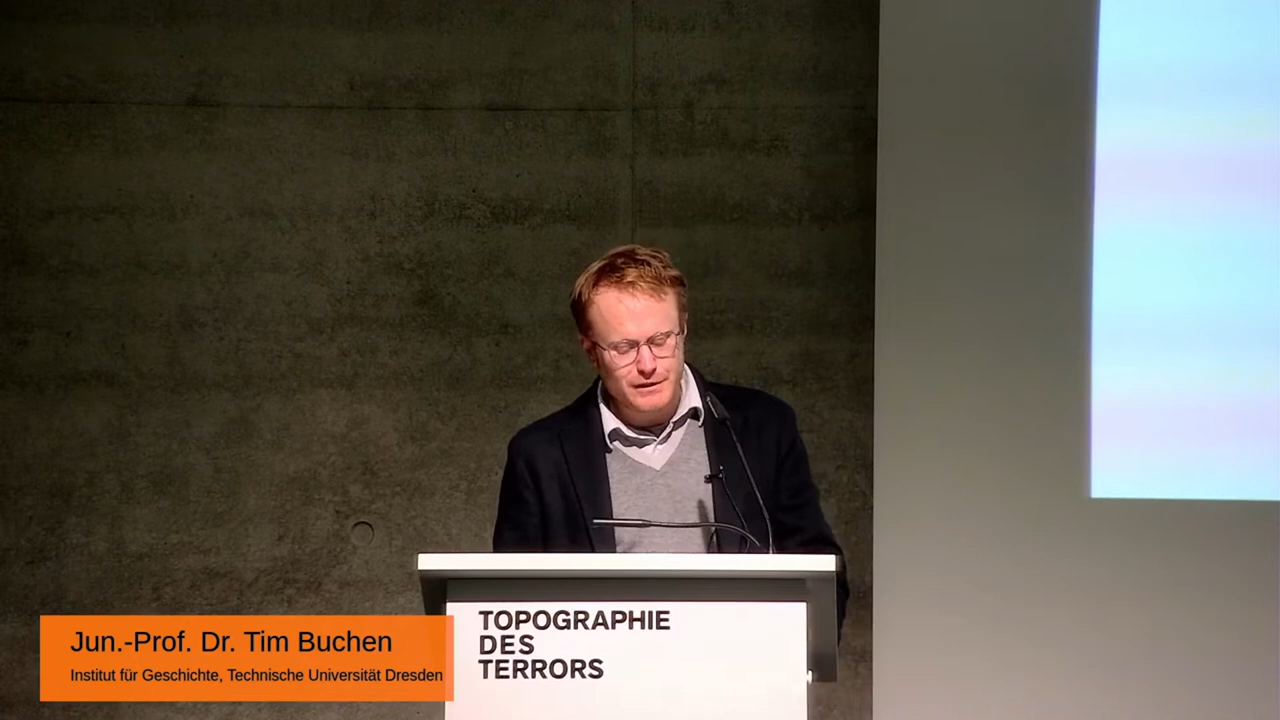 TOPOGRAPHIE
DES
TERRORS
Jun.-Prof. Dr. Tim Buchen
Institut für Geschichte, Technische Universität Dresden